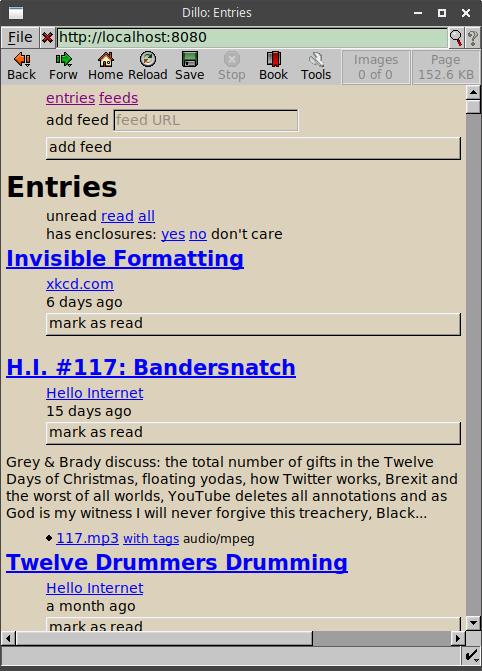 Dillo: Entries
File http://localhost:8080 ?
Back Forw Home Reload Save Stop Book Tools Images 0 of 0 Page 152.6 KB
entries feeds
add feed feed URL
add feed
Entries
unread read all
has enclosures: yes no don't care
Invisible Formatting
xkcd.com
6 days ago
mark as read
H.I. #117: Bandersnatch
Hello Internet
15 days ago
mark as read
Grey & Brady discuss: the total number of gifts in the Twelve
Days of Christmas, floating yodas, how Twitter works, Brexit and
the worst of all worlds, YouTube deletes all annotations and as
God is my witness I will never forgive this treachery, Black...
117.mp3 with tags audio/mpeg
Twelve Drummers Drumming
Hello Internet
a month ago
mark as read